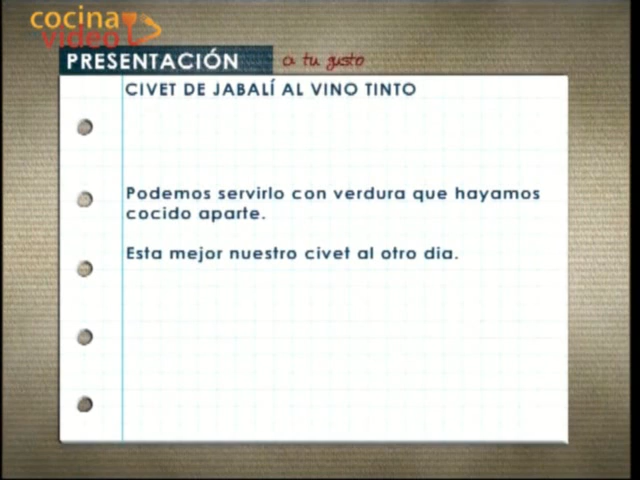 cocina
video
PRESENTACIÓN a tu gusto
CIVET DE JABALÍ AL VINO TINTO
Podemos servirlo con verdura que hayamos
cocido aparte.
Esta mejor nuestro civet al otro dia.